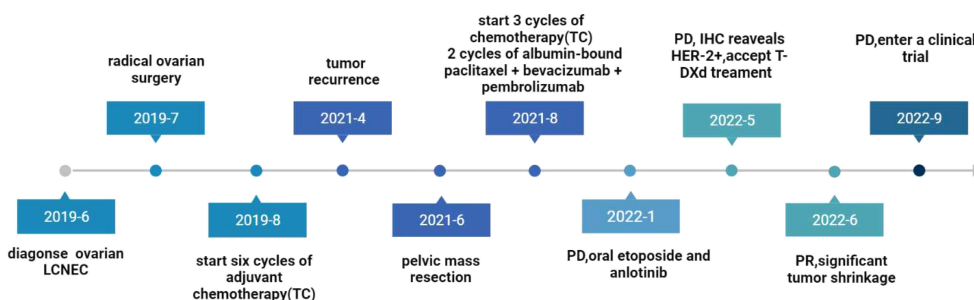 diagonse ovarian
LCNEC
2019-6
radical ovarian
surgery
2019-7
2019-8
start six cycles of
adjuvant
chemotherapy(TC)
tumor
recurrence
2021-4
2021-6
pelvic mass
resection
start 3 cycles of
chemotherapy(TC)
2 cycles of albumin-bound
paclitaxel + bevacizumab +
pembrolizumab
2021-8
2022-1
PD,oral etoposide and
anlotinib
PD, IHC reaveals
HER-2+,accept T-
DXd treament
2022-5
2022-6
PR,significant
tumor shrinkage
PD,enter a clinical
trial
2022-9